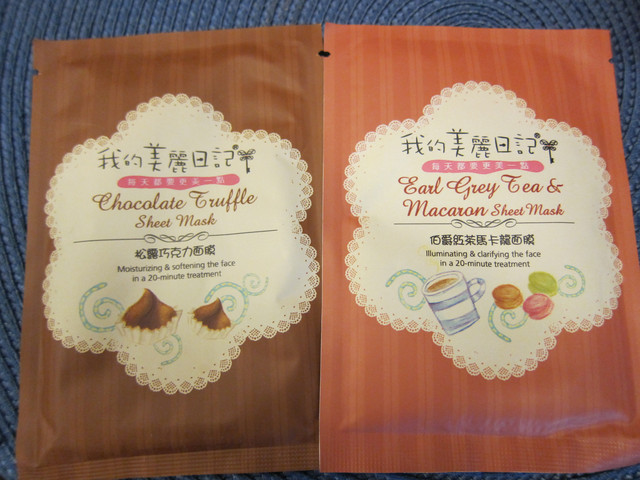 我的美麗日記
每天都要更美一點
Chocolate Truffle
Sheet Mask
松露巧克力面膜
Moisturizing & softening the face
in a 20-minute treatment
我的美麗日記
每天都要更美一點
Earl Grey Tea &
Macaron Sheet Mask
伯爵紅茶馬卡龍面膜
Illuminating & clarifying the face
in a 20-minute treatment